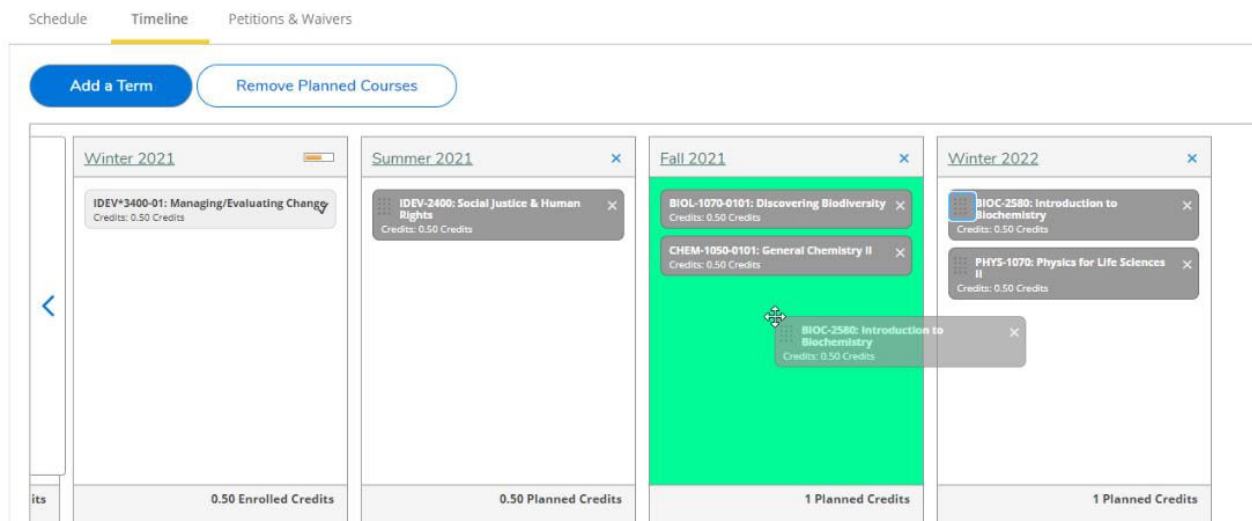 Schedule Timeline Petitions & Waivers
Add a Term Remove Planned Courses
Winter 2021
IDEV*3400-01: Managing/Evaluating Change
Credits: 0.50 Credits
0.50 Enrolled Credits
Summer 2021
IDEV-2400: Social Justice & Human
Rights
Credits: 0.50 Credits
0.50 Planned Credits
Fall 2021
BIOL-1070-0101: Discovering Biodiversity
Credits: 0.50 Credits
CHEM-1050-0101: General Chemistry II
Credits: 0.50 Credits
BIOC-2580: Introduction to
Biochemistry
Credits: 0.50 Credits
1 Planned Credits
Winter 2022
BIOC-2580: Introduction to
Biochemistry
Credits: 0.50 Credits
PHYS-1070: Physics for Life Sciences
II
Credits: 0.50 Credits
1 Planned Credits
its